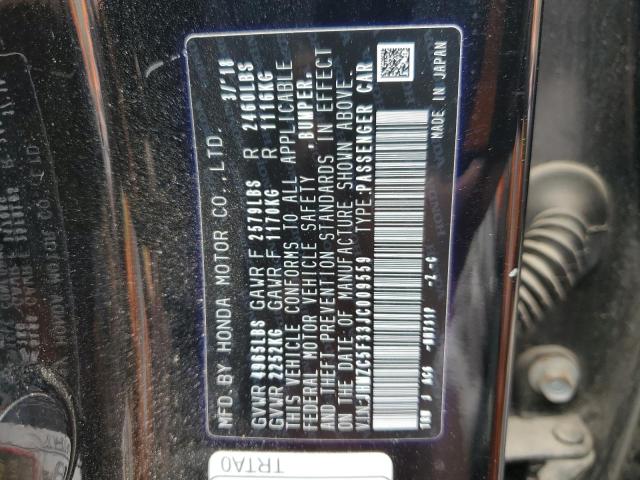 MFD. BY HONDA MOTOR CO., LTD. 3/'18
GVWR 4965LBS GAWR F 2579LBS R 2460LBS
GVWR 2252KG GAWR F 1170KG R 1116KG
THIS VEHICLE CONFORMS TO ALL APPLICABLE
FEDERAL MOTOR VEHICLE SAFETY , BUMPER,
AND THEFT PREVENTION STANDARDS IN EFFECT
ON THE DATE OF MANUFACTURE SHOWN ABOVE.
TYPE:PASSENGER CAR
MADE IN JAPAN
TRTA0